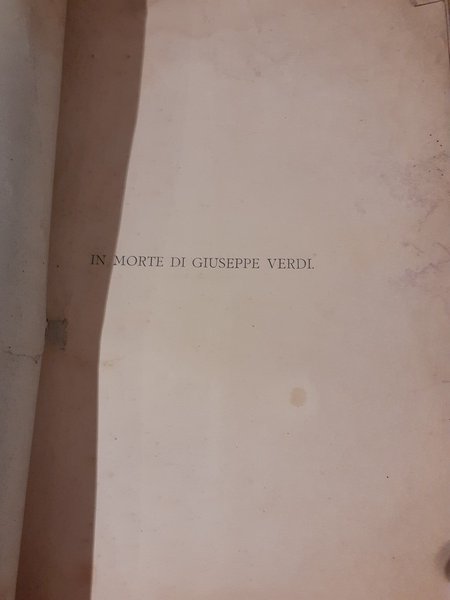 IN MORTE DI GIUSEPPE VERDI.